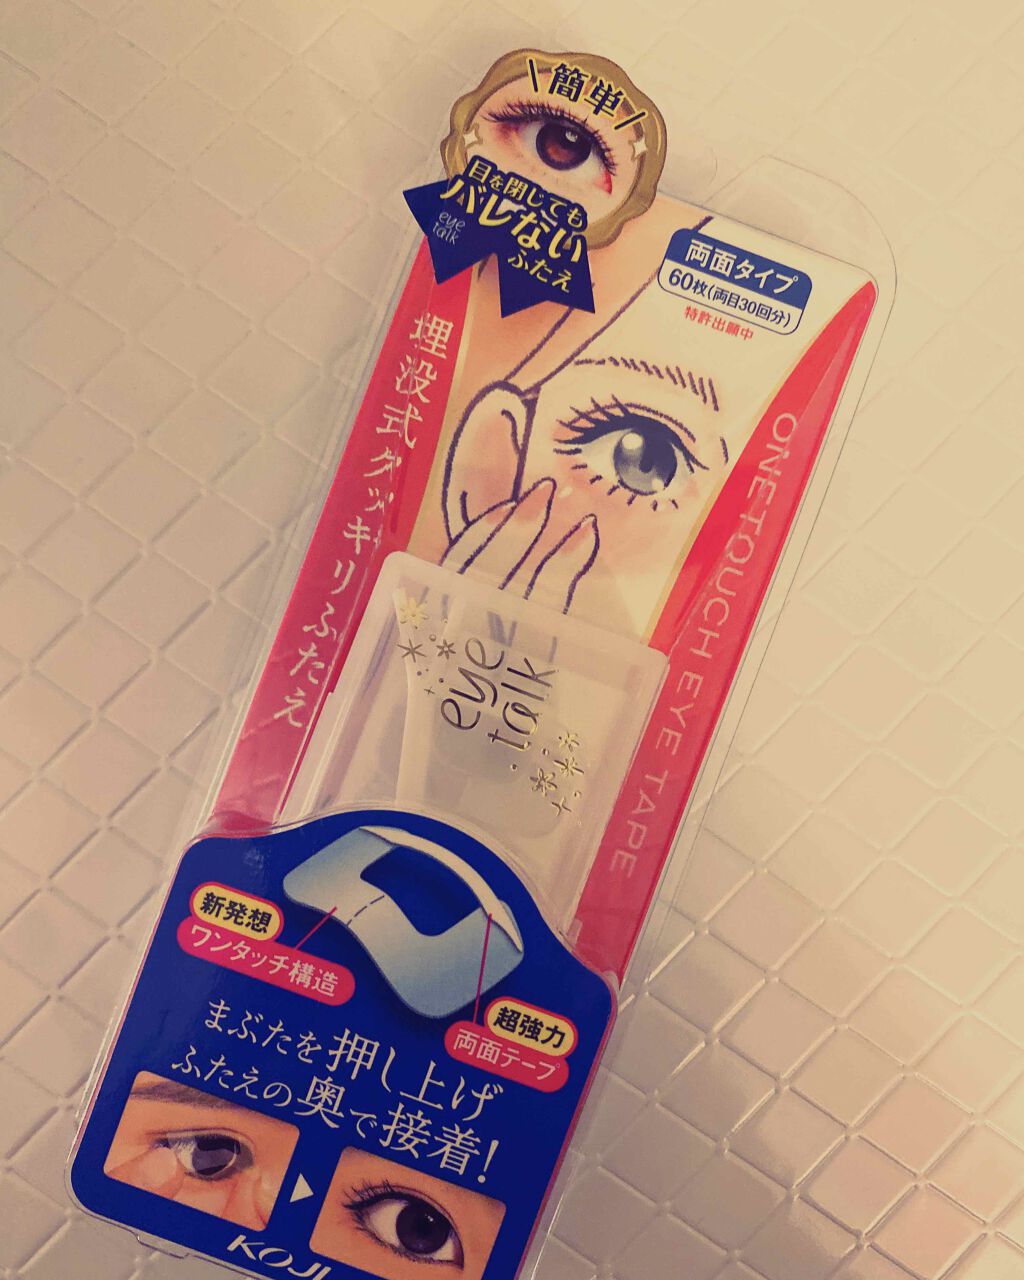 簡単
目を閉じても
バレない
ふたえ
eye
talk
両面タイプ
60枚(両目30回分)
特許出願中
埋没式クッキリふたえ
ONETOUCH EYE TAPE
eye
talk
新発想
ワンタッチ構造
超強力
両面テープ
まぶたを押し上げ
ふたえの奥で接着!
KOJI